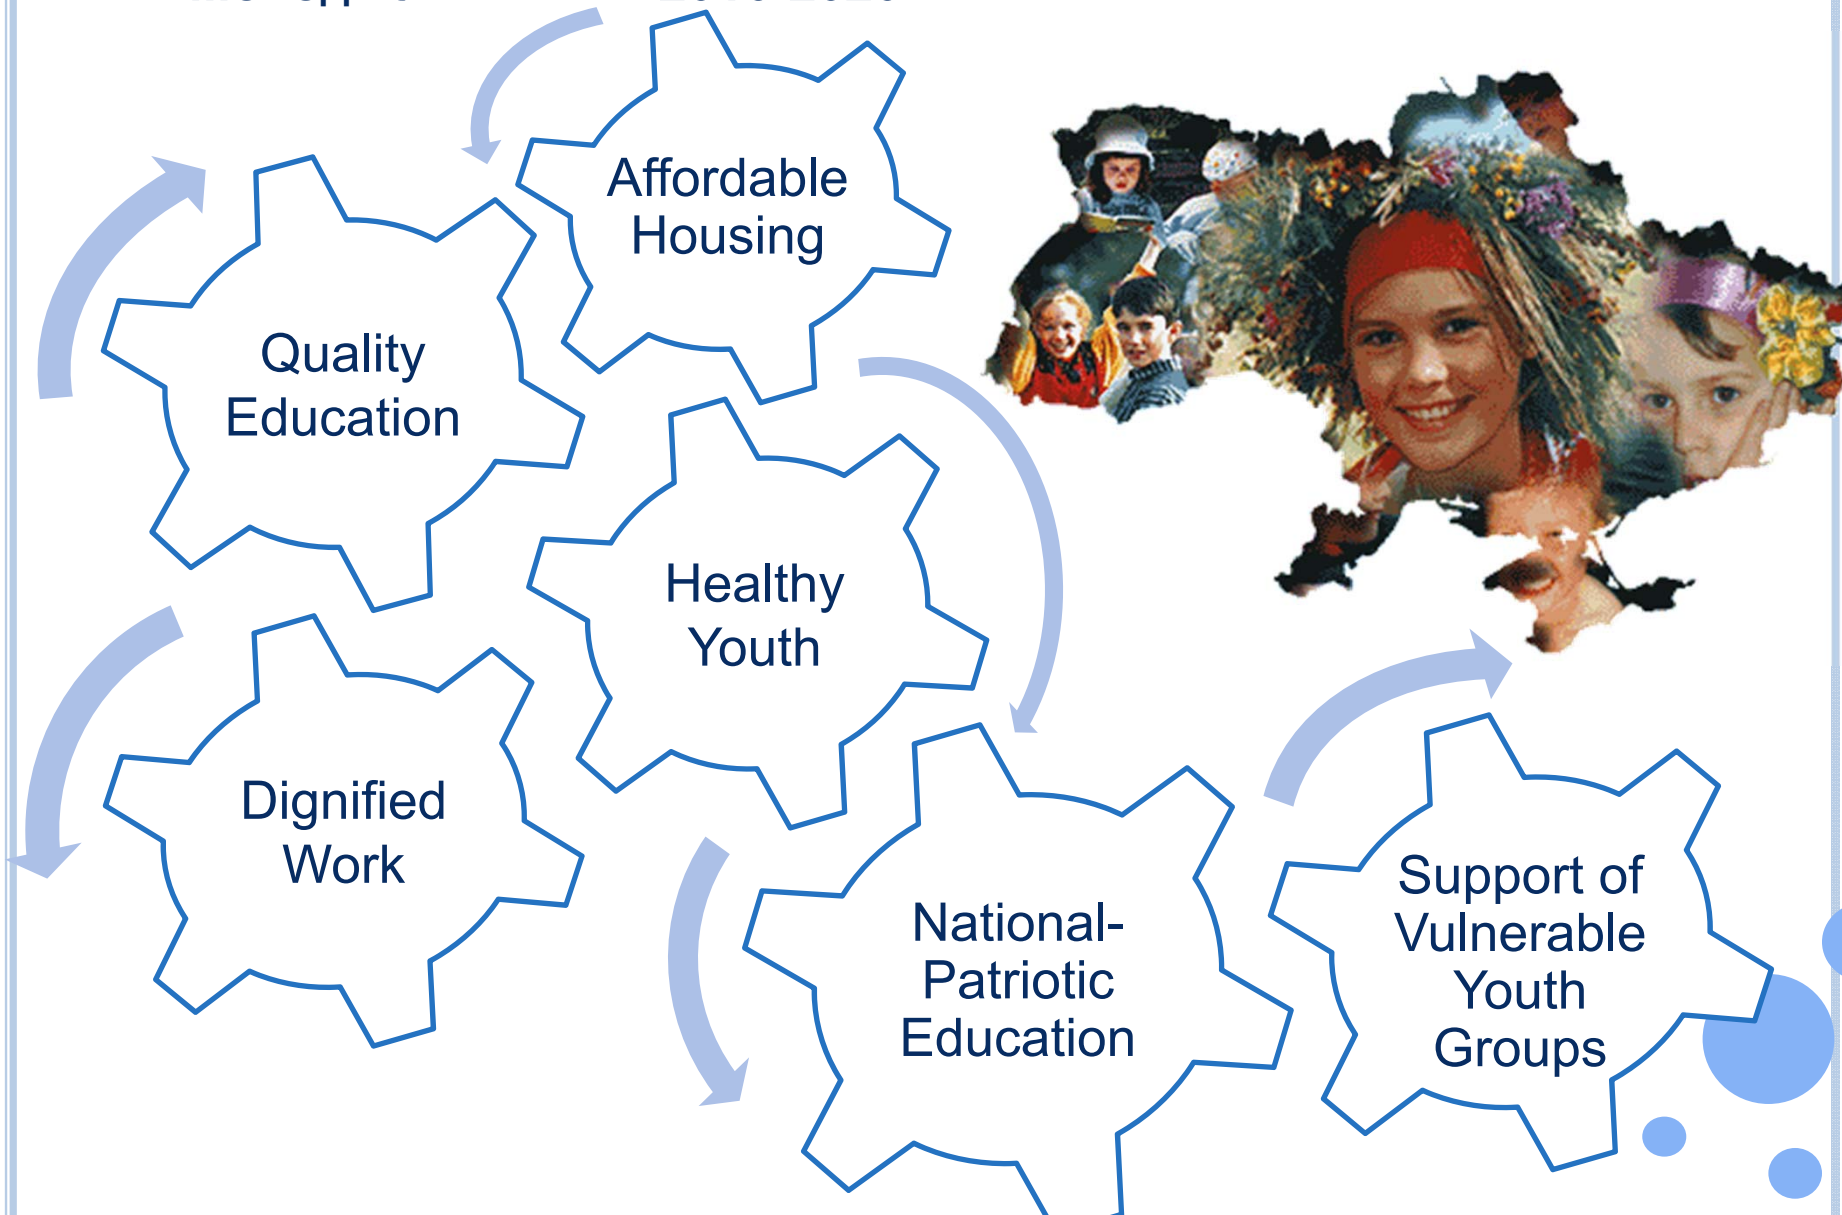 Affordable
Housing
Quality
Education
Healthy
Youth
Dignified
Work
National-
Patriotic
Education
Support of
Vulnerable
Youth
Groups